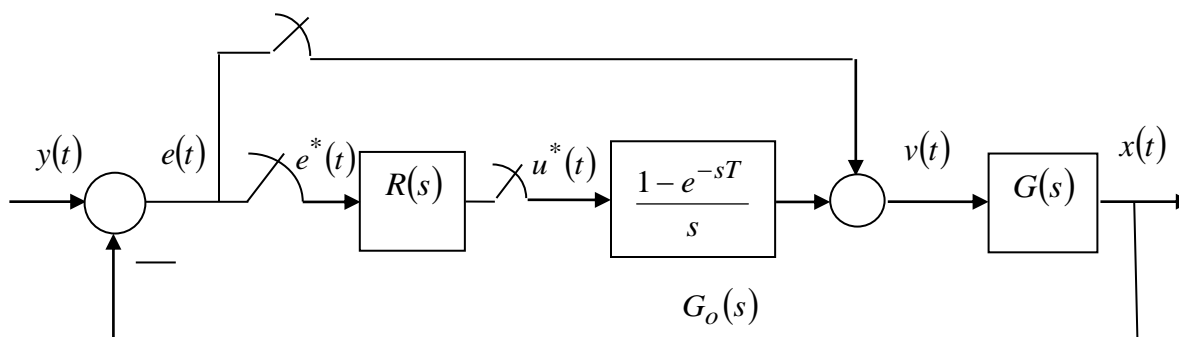 y(t)
e(t)
e*(t)
R(s)
u*(t)
1 − e^{−sT}
s
v(t)
G(s)
x(t)
—
G_o(s)